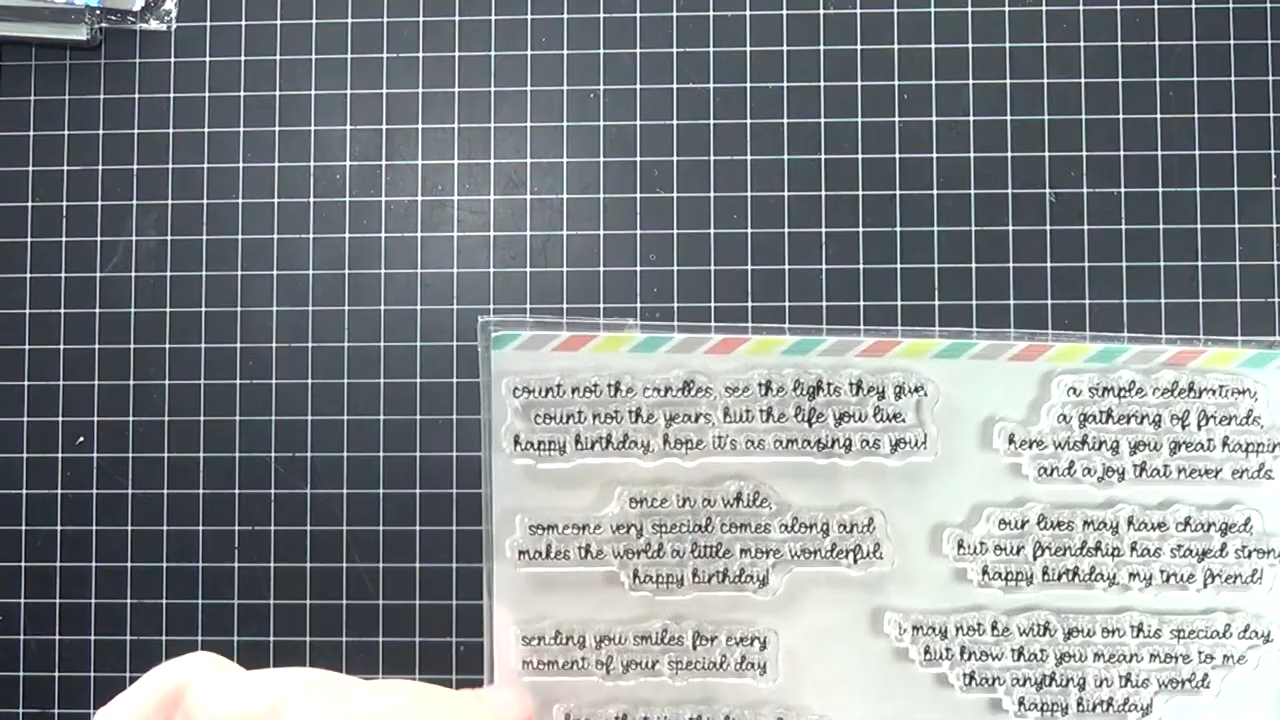 count not the candles, see the lights they give.
count not the years, but the life you live.
happy birthday, hope it's as amazing as you!
once in a while,
someone very special comes along and
makes the world a little more wonderful.
happy birthday!
sending you smiles for every
moment of your special day
a simple celebration,
a gathering of friends,
here wishing you great
and a joy that never ends.
our lives may have changed,
but our friendship has stayed
happy birthday, my true friend!
i may not be with you on this special day,
but know that you mean more to me
than anything in this world.
happy birthday!